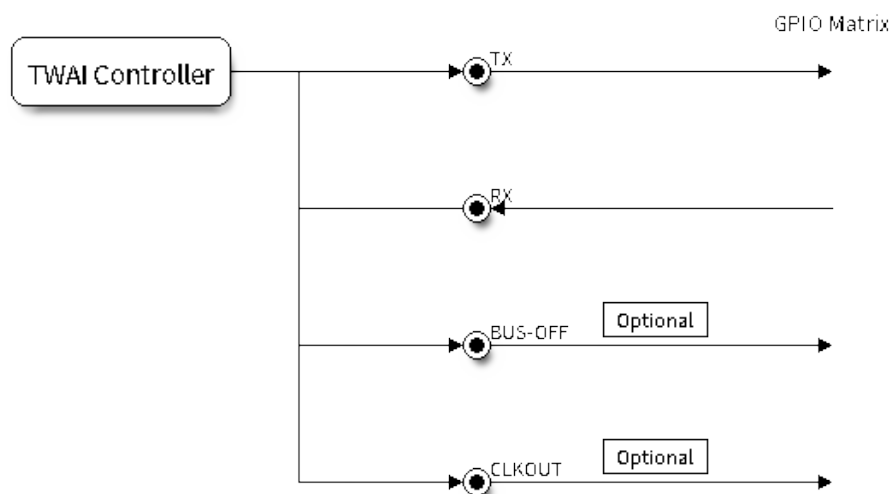 GPIO Matrix
TWAI Controller
TX
RX
BUS-OFF
Optional
CLKOUT
Optional